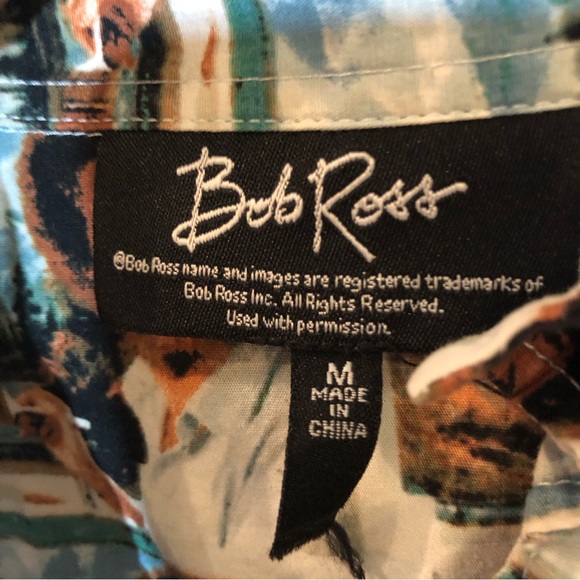 Bob Ross
@Bob Ross name and images are registered trademarks of
Bob Ross Inc. All Rights Reserved.
Used with permission.
M
MADE
IN
CHINA